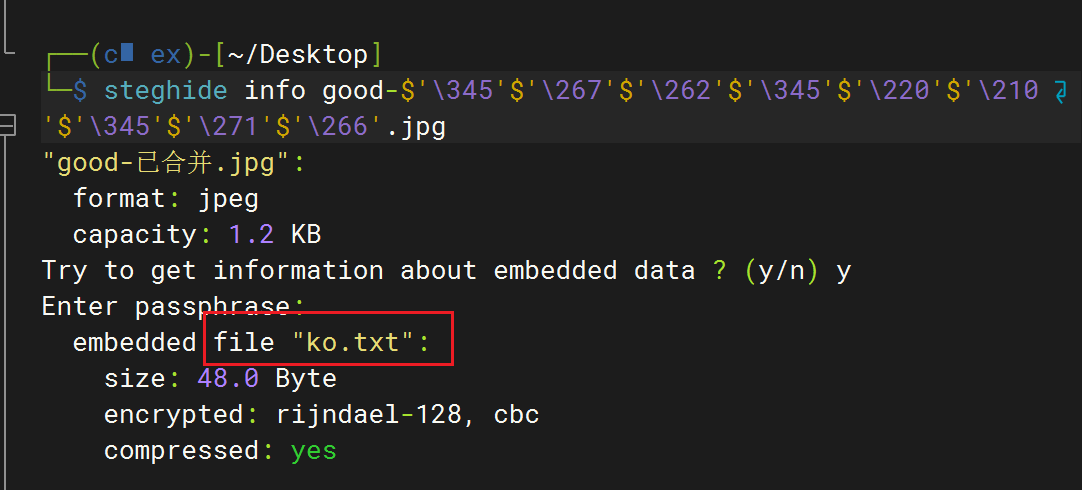 (c ex)-[~/Desktop]
$ steghide info good-$'\345'$'\267'$'\262'$'\345'$'\220'$'\210
'$'\345'$'\271'$'\266'.jpg
"good-已合并.jpg":
format: jpeg
capacity: 1.2 KB
Try to get information about embedded data ? (y/n) y
Enter passphrase:
embedded file "ko.txt":
size: 48.0 Byte
encrypted: rijndael-128, cbc
compressed: yes